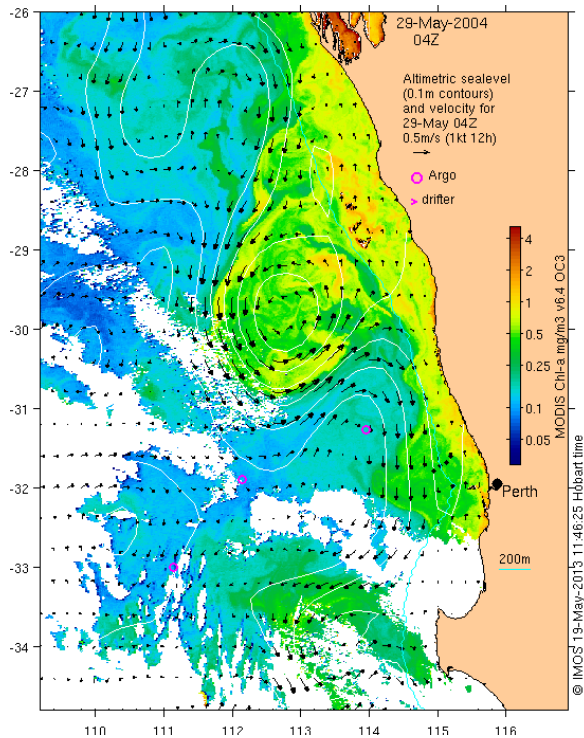 29-May-2004
04Z
Altimetric sealevel
(0.1m contours)
and velocity for
29-May 04Z
0.5m/s (1kt 12h)
Argo
drifter
-26
-27
-28
-29
-30
-31
-32
-33
-34
4
2
1
0.5
0.25
0.1
0.05
MODIS Chl-a mg/m3 v6.4 OC3
Perth
200m
110
111
112
113
114
115
116
© IMOS 19-May-2013 11:46:25 Hobart time